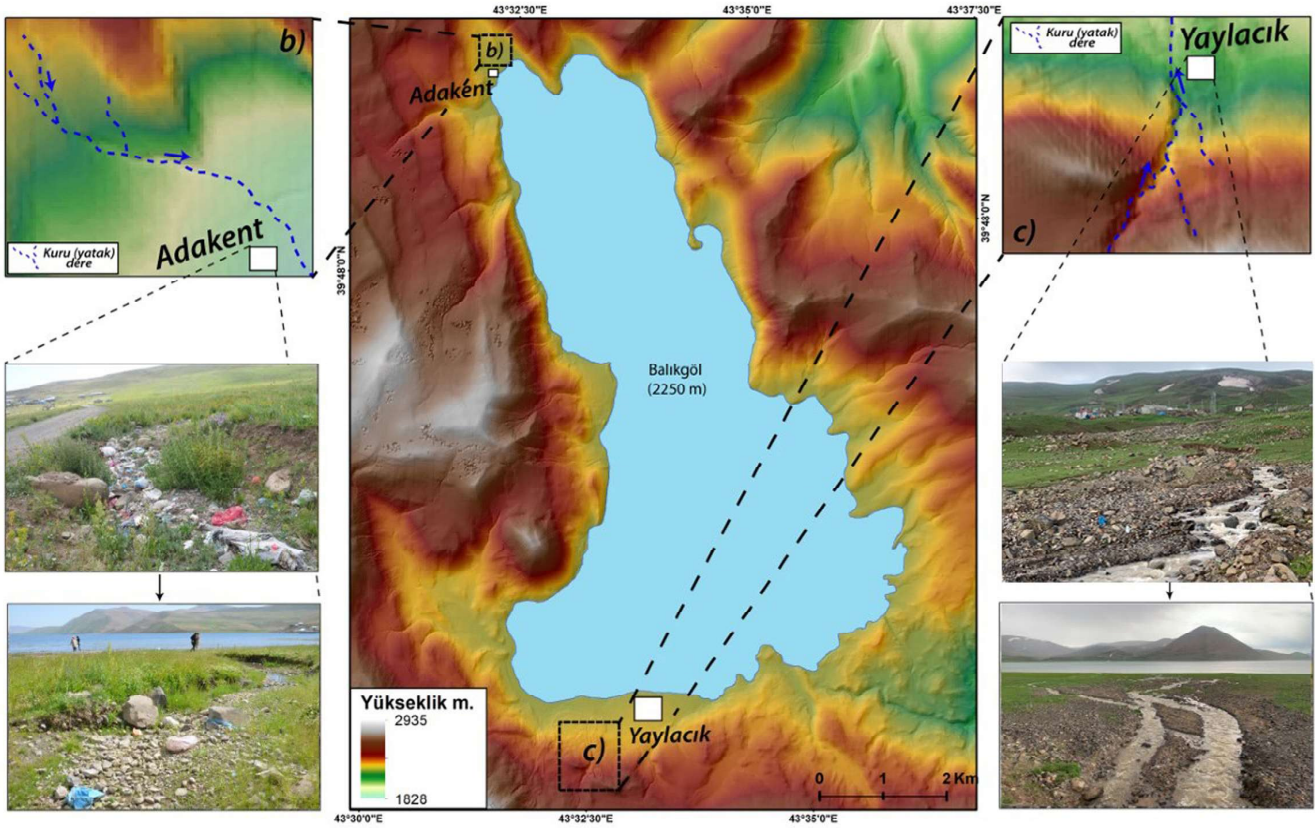 43°32'30"E
43°35'0"E
43°37'30"E
b)
Kuru (yatak)
dere
Adakent
b)
Adakent
Kuru (yatak)
dere
Yaylacık
c)
39°48'0"N
39°48'0"N
Balıkgöl
(2250 m)
Yükseklik m.
2935
1828
Yaylacık
c)
0 1 2 Km
43°30'0"E
43°32'30"E
43°35'0"E